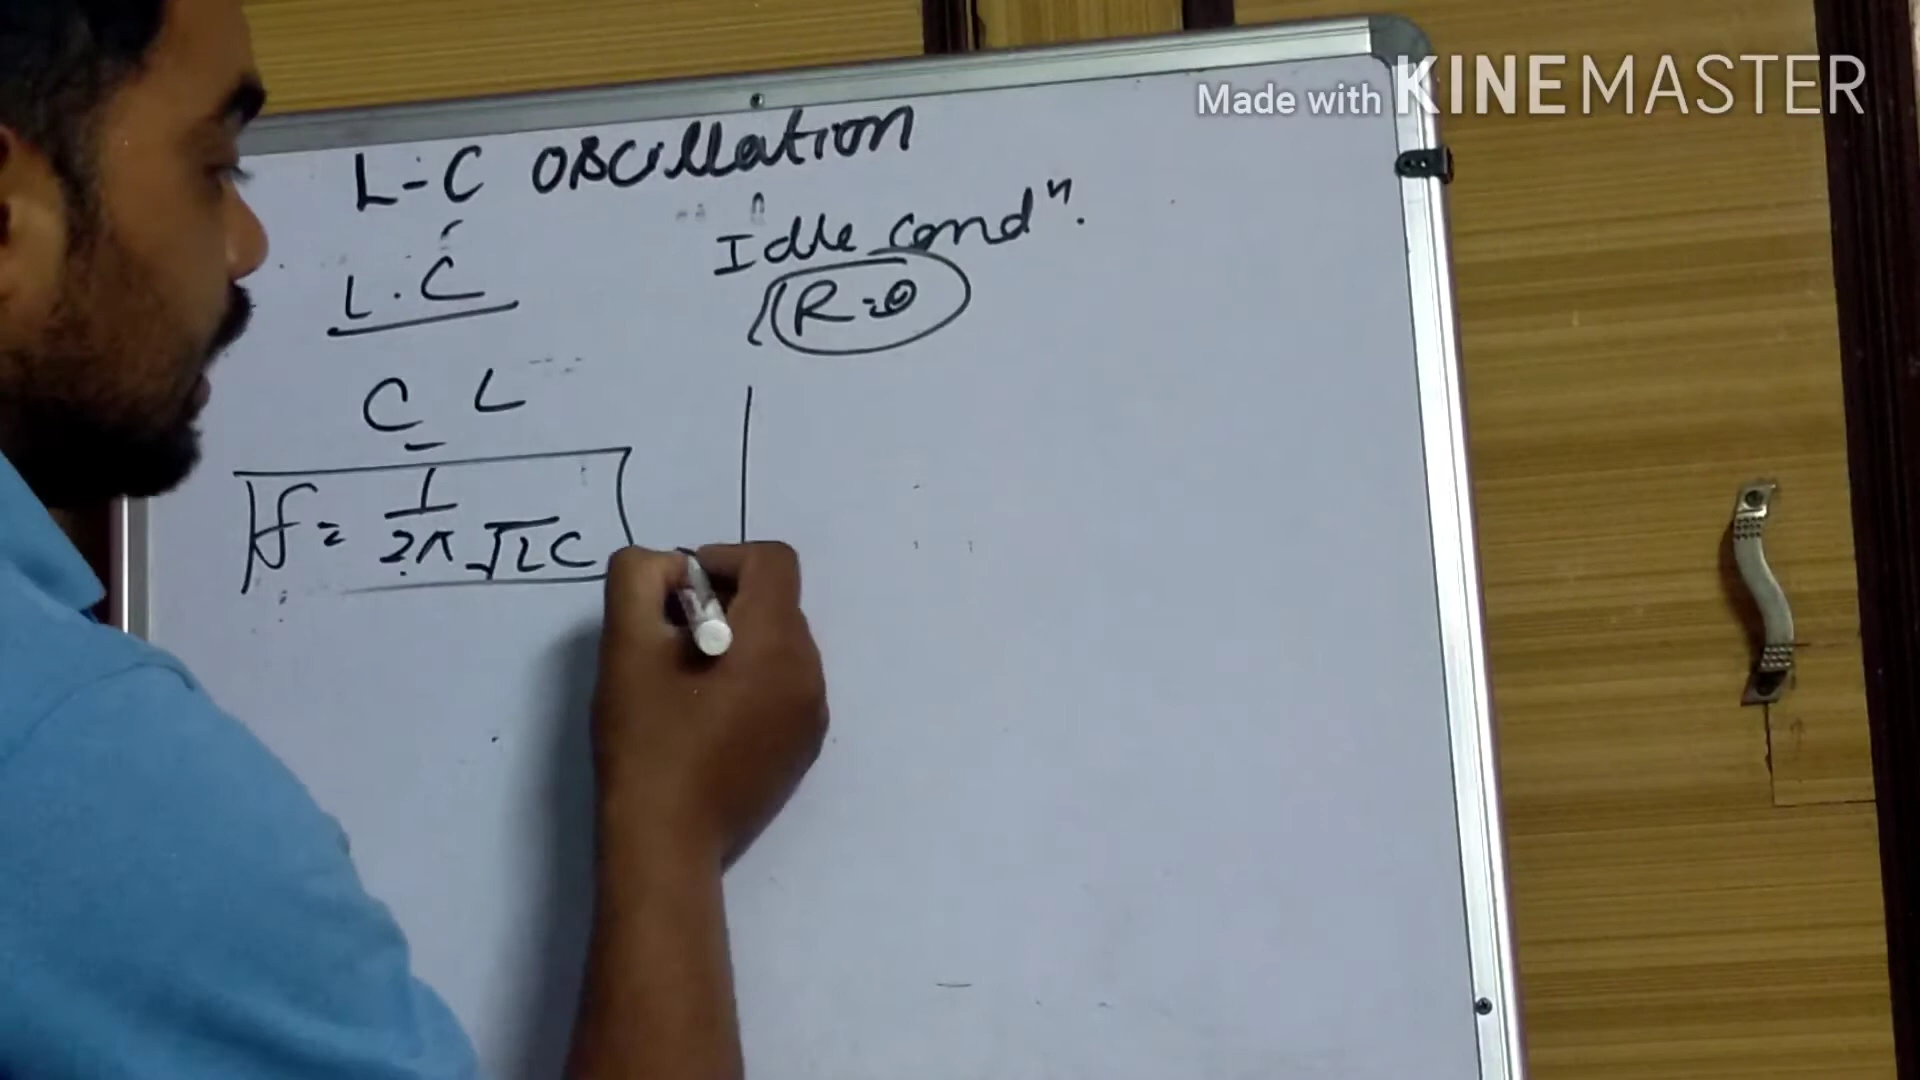 Made with KINEMASTER
L-C OSCillation
Idle condⁿ.
L.C
R=0
C L
f = 1/2π √LC